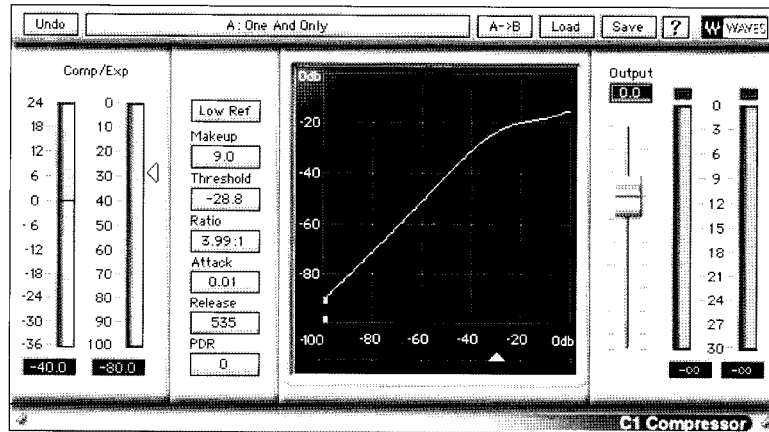 Undo
A: One And Only
A->B
Load
Save
?
WAVES
Comp/Exp
24
18
12
6
0
-6
-12
-18
-24
-30
-36
-40.0
0
10
20
30
40
50
60
70
80
90
100
-80.0
Low Ref
Makeup
9.0
Threshold
-28.8
Ratio
3.99:1
Attack
0.01
Release
535
PDR
0
0db
-20
-40
-60
-80
-100 -80 -60 -40 -20 0db
Output
0.0
0
3
6
9
12
15
18
21
24
27
30
-∞ -∞
C1 Compressor